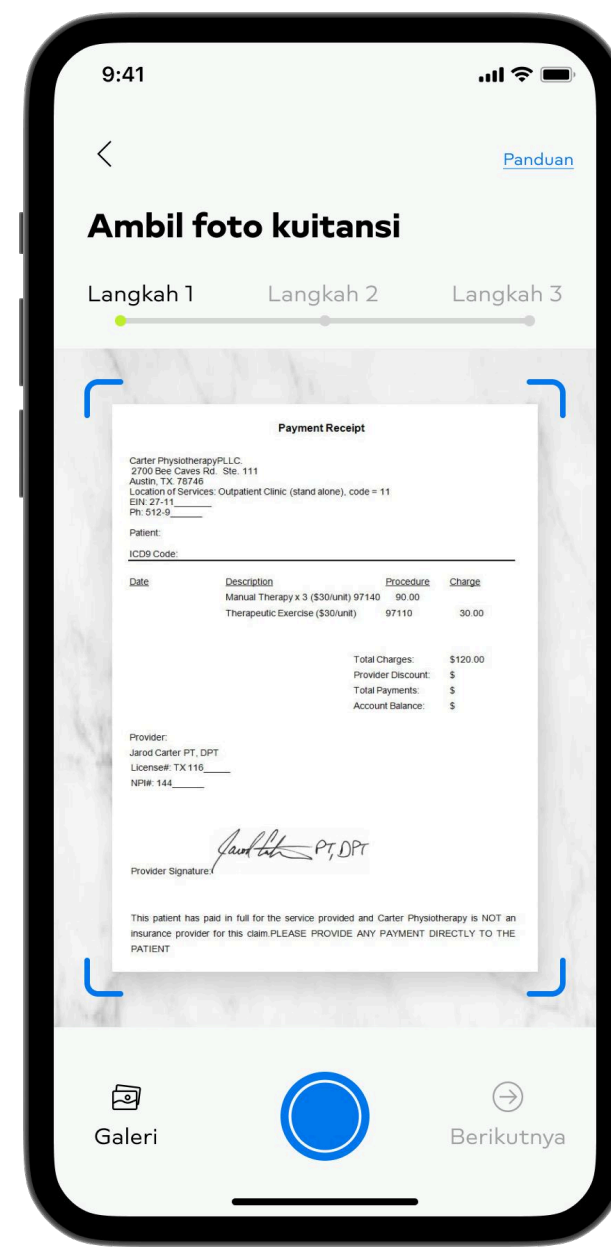 9:41
Panduan
Ambil foto kuitansi
Langkah 1 Langkah 2 Langkah 3
Payment Receipt
Carter PhysiotherapyPLLC.
2700 Bee Caves Rd. Ste. 111
Austin, TX. 78746
Location of Services: Outpatient Clinic (stand alone), code = 11
EIN: 27-11______
Ph: 512-9_____
Patient:
ICD9 Code:
Date Description Procedure Charge
Manual Therapy x 3 ($30/unit) 97140 90.00
Therapeutic Exercise ($30/unit) 97110 30.00
Total Charges: $120.00
Provider Discount: $
Total Payments: $
Account Balance: $
Provider:
Jarod Carter PT, DPT
License#: TX 116____
NPI#: 144_____
PT, DPT
Provider Signature:
This patient has paid in full for the service provided and Carter Physiotherapy is NOT an
insurance provider for this claim.PLEASE PROVIDE ANY PAYMENT DIRECTLY TO THE
PATIENT
Galeri
Berikutnya